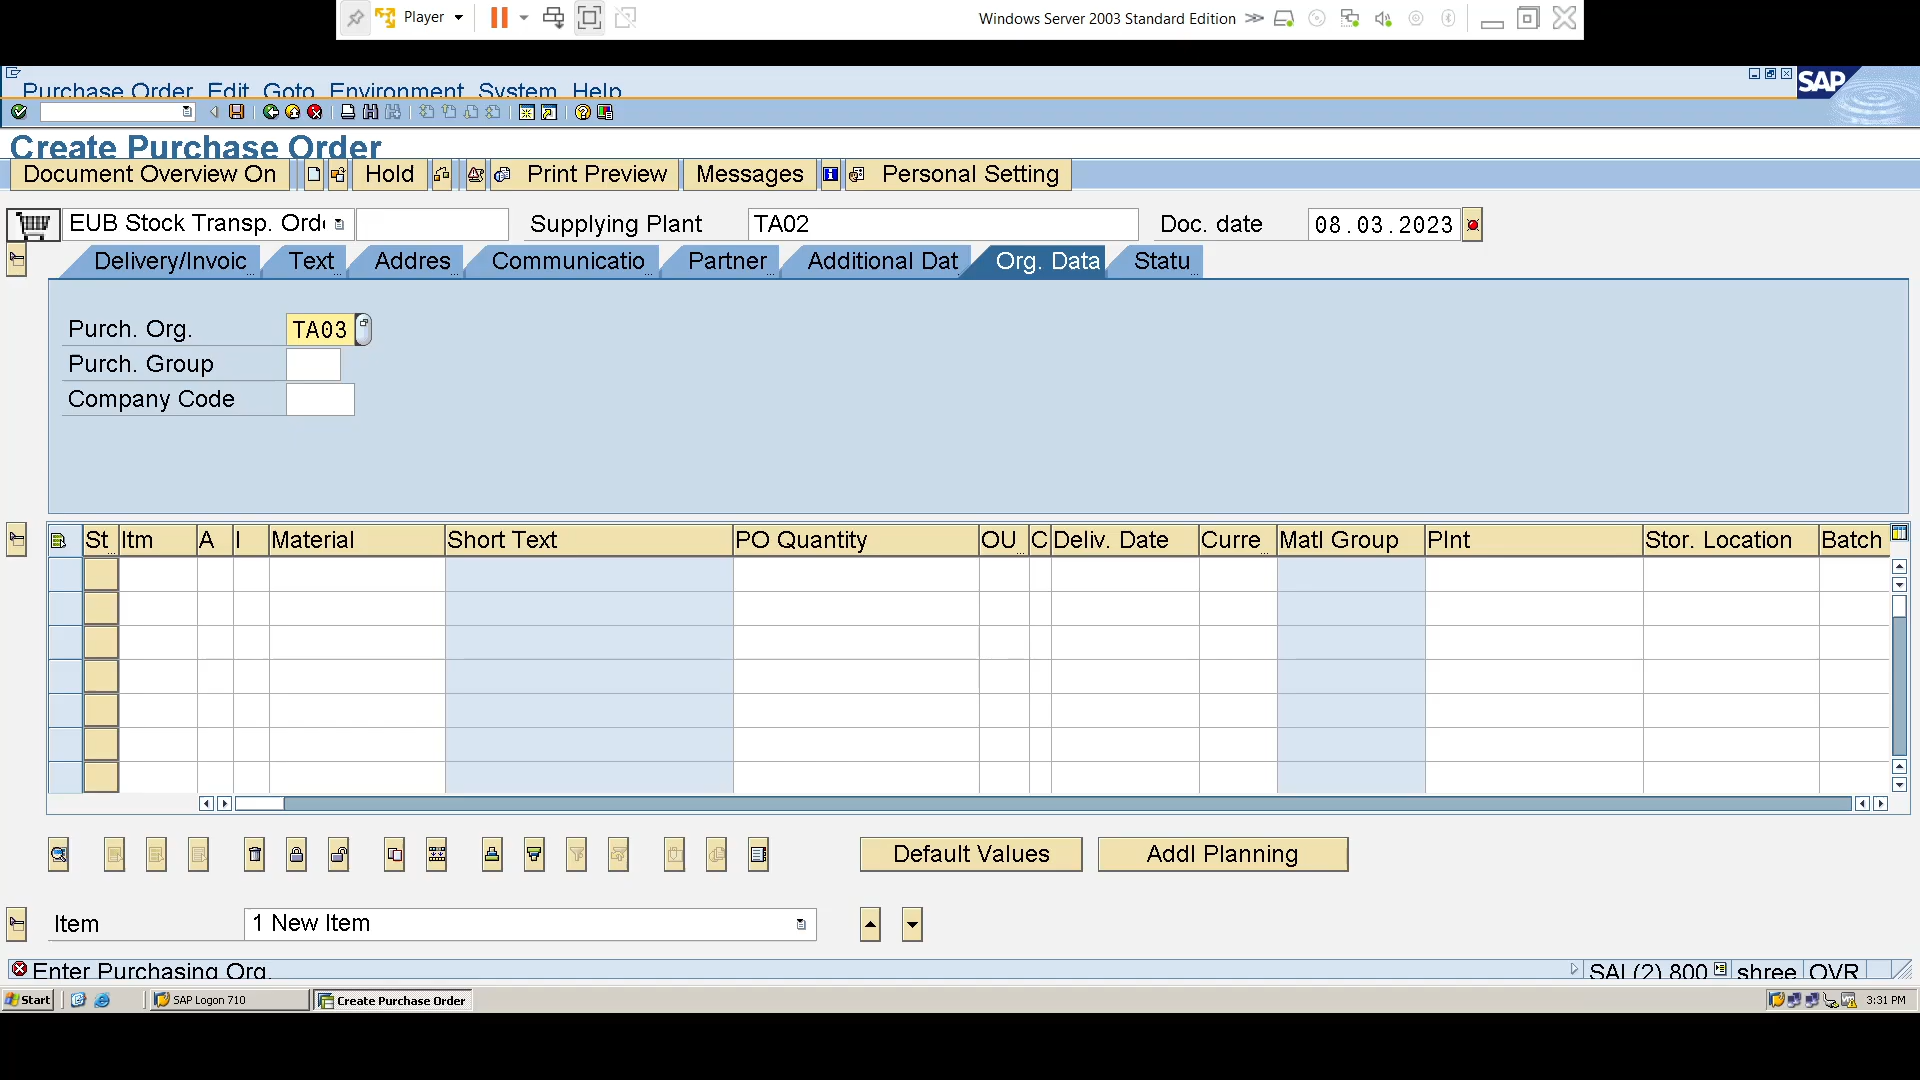 Player
Windows Server 2003 Standard Edition
Purchase Order Edit Goto Environment System Help
SAP
Create Purchase Order
Document Overview On Hold Print Preview Messages Personal Setting
EUB Stock Transp. Orde Supplying Plant TA02 Doc. date 08.03.2023
Delivery/Invoic Text Addres Communicatio Partner Additional Dat Org. Data Statu
Purch. Org. TA03
Purch. Group
Company Code
St Itm A I Material Short Text PO Quantity OU C Deliv. Date Curre Matl Group Plnt Stor. Location Batch
Default Values Addl Planning
Item 1 New Item
Enter Purchasing Org. SAI (2) 800 shree OVR
Start SAP Logon 710 Create Purchase Order 3:31 PM